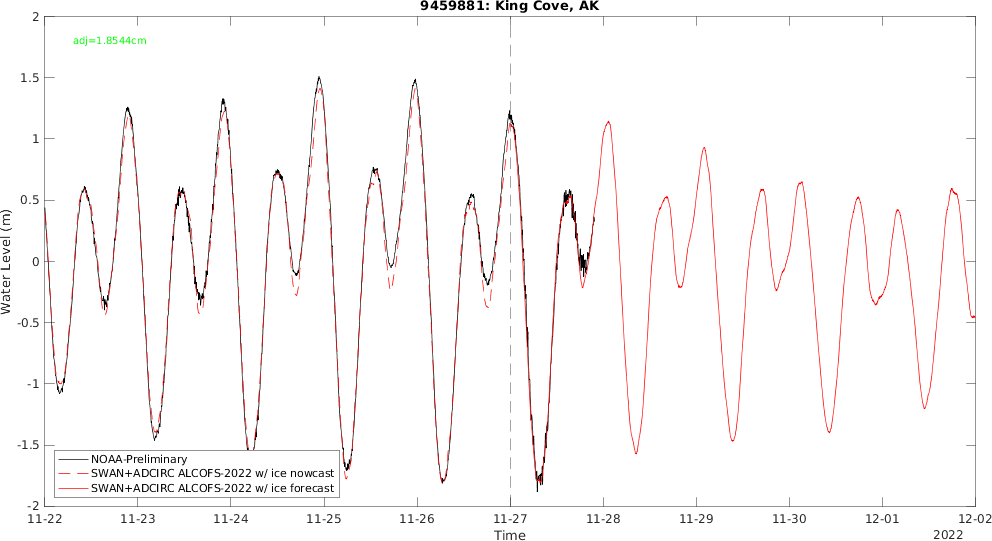 9459881: King Cove, AK
adj=1.8544cm
Water Level (m)
2
1.5
1
0.5
0
-0.5
-1
-1.5
-2
NOAA-Preliminary
SWAN+ADCIRC ALCOFS-2022 w/ ice nowcast
SWAN+ADCIRC ALCOFS-2022 w/ ice forecast
11-22 11-23 11-24 11-25 11-26 11-27 11-28 11-29 11-30 12-01 12-02
Time
2022